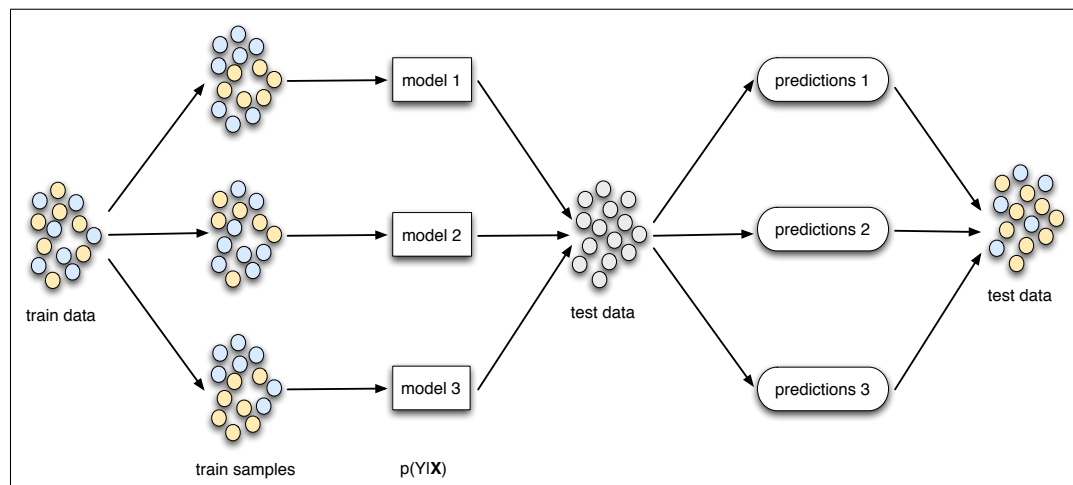 model 1
predictions 1
model 2
predictions 2
train data
test data
test data
model 3
predictions 3
train samples
p(Y|X)